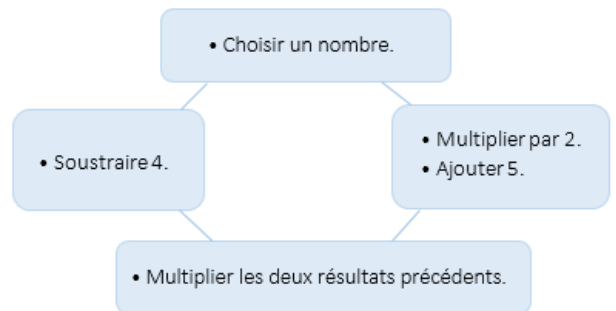 • Choisir un nombre.
• Soustraire 4.
• Multiplier par 2.
• Ajouter 5.
• Multiplier les deux résultats précédents.